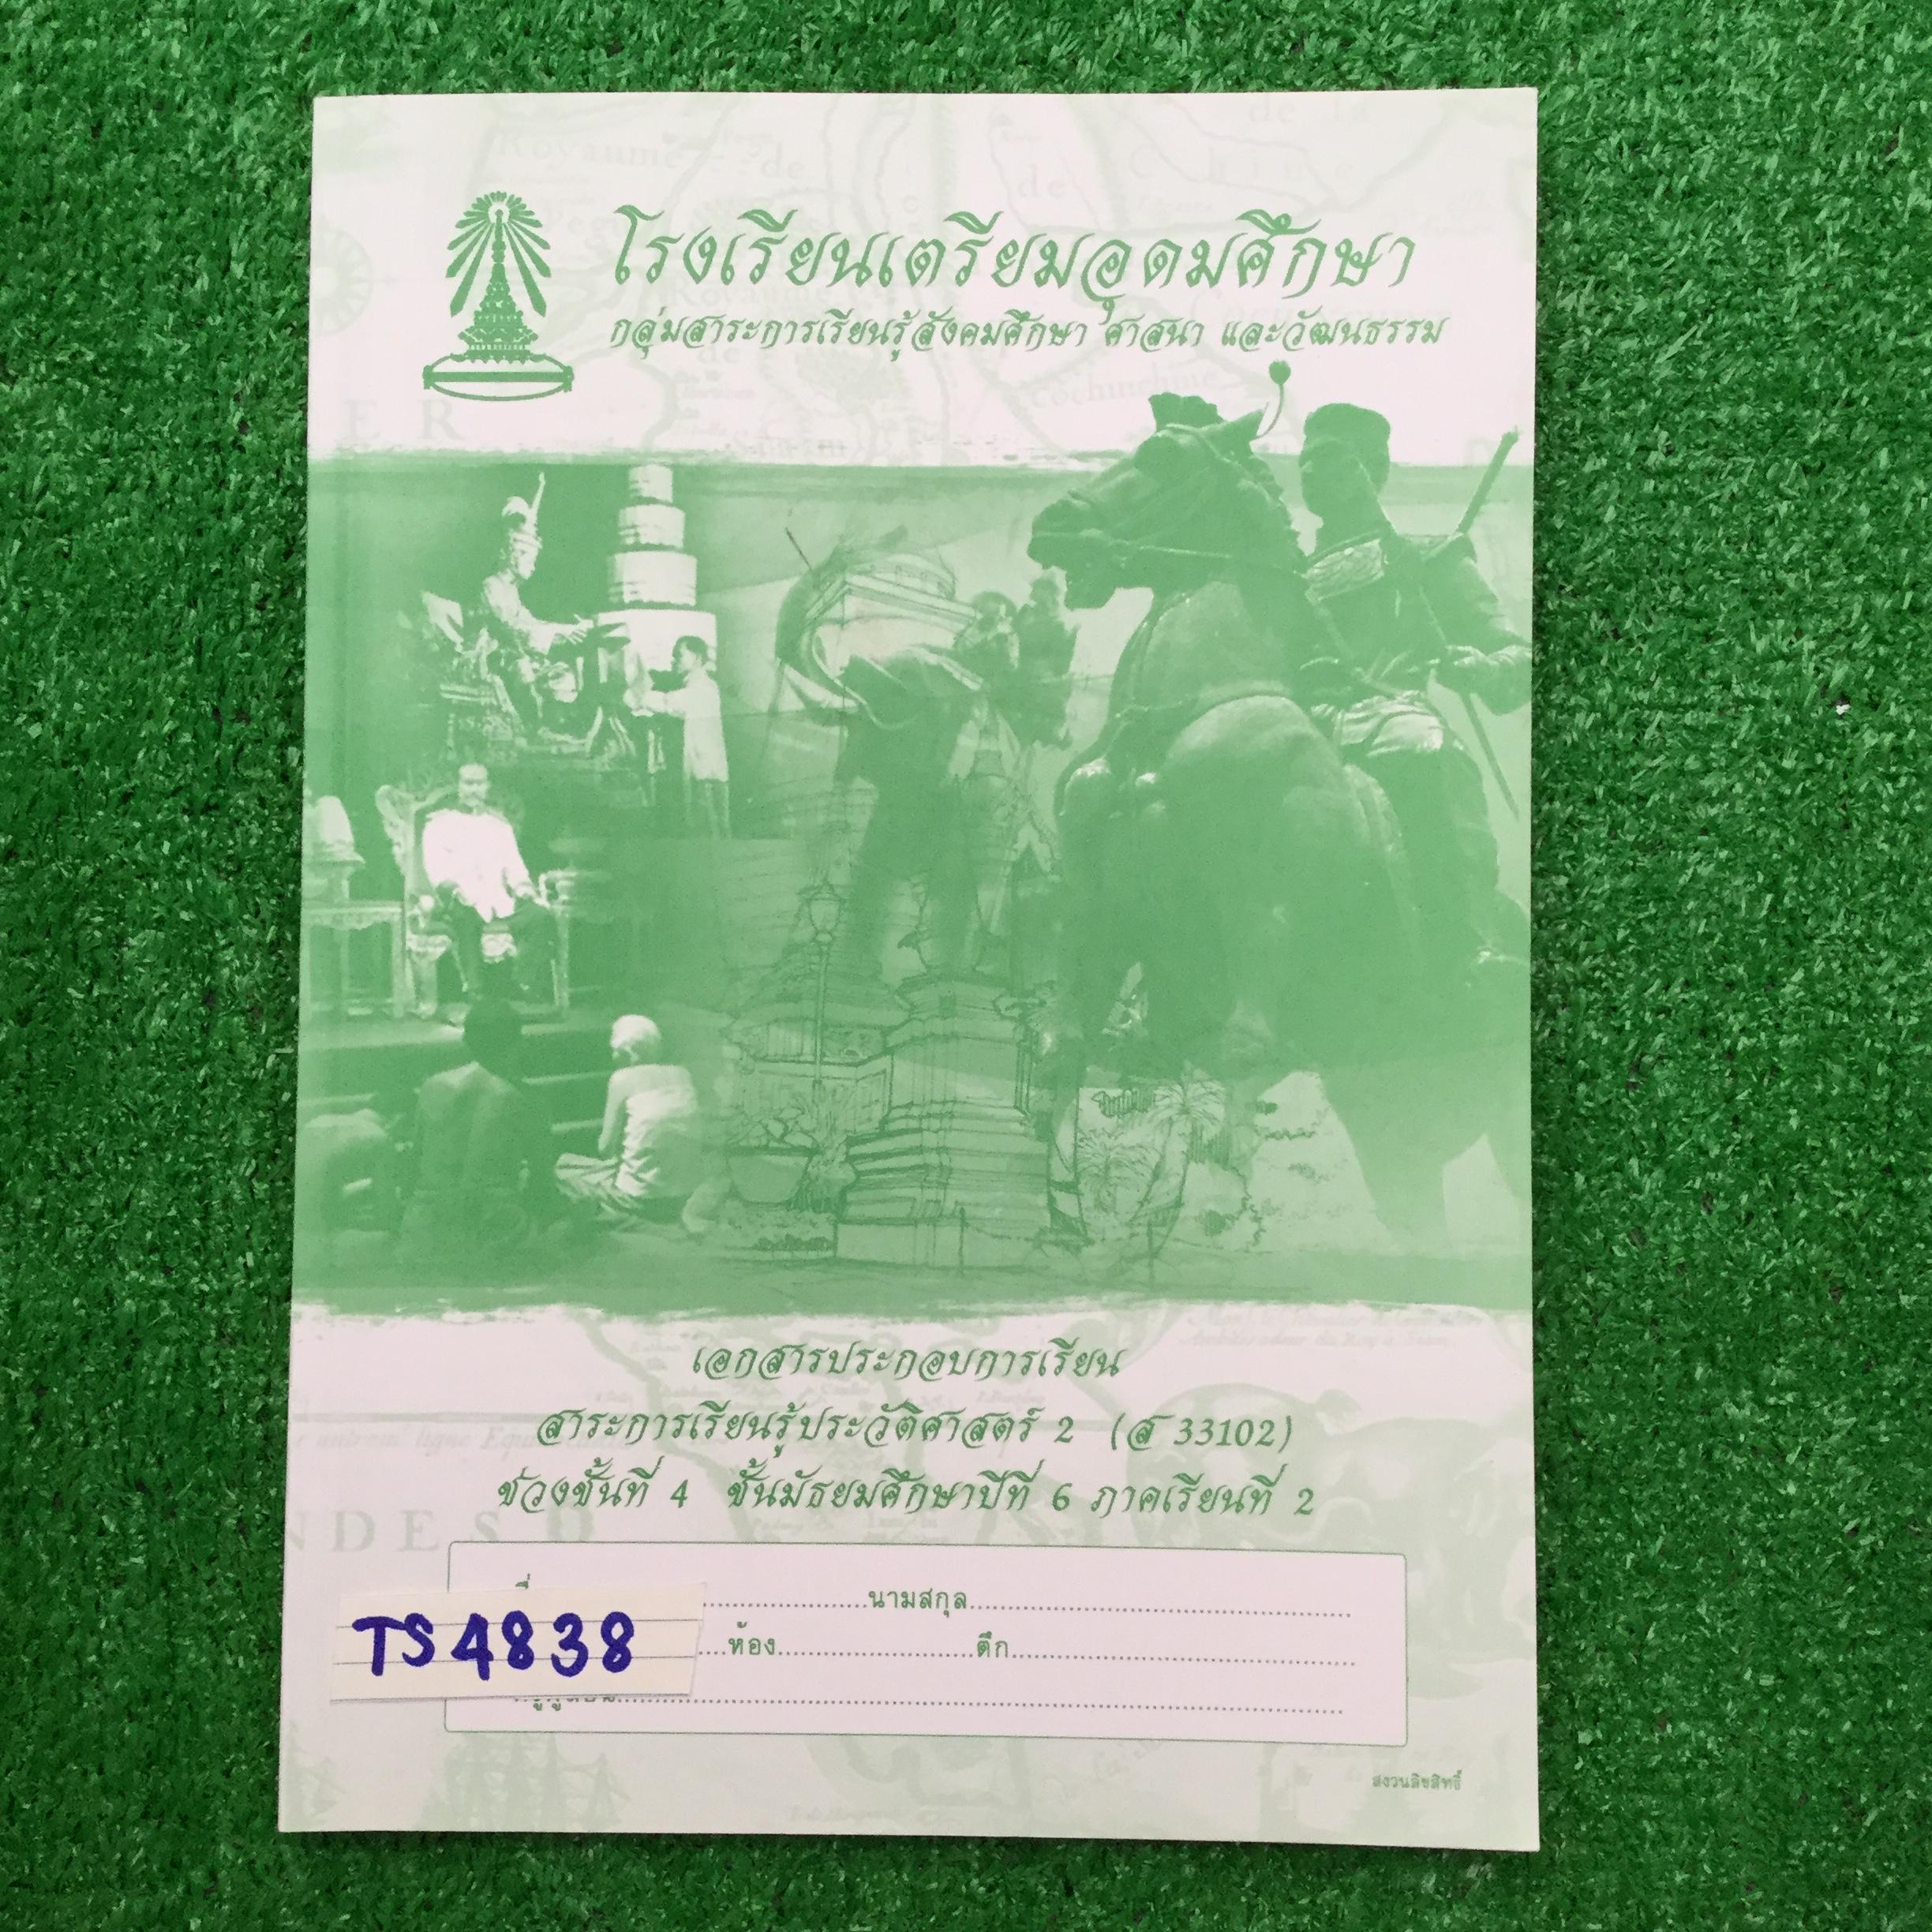 โรงเรียนเตรียมอุดมศึกษา
กลุ่มสาระการเรียนรู้สังคมศึกษา ศาสนา และวัฒนธรรม
เอกสารประกอบการเรียน
สาระการเรียนรู้ประวัติศาสตร์ 2 (ส 33102)
ช่วงชั้นที่ 4 ชั้นมัธยมศึกษาปีที่ 6 ภาคเรียนที่ 2
นามสกุล
TS4838 ห้อง ตึก
สงวนลิขสิทธิ์